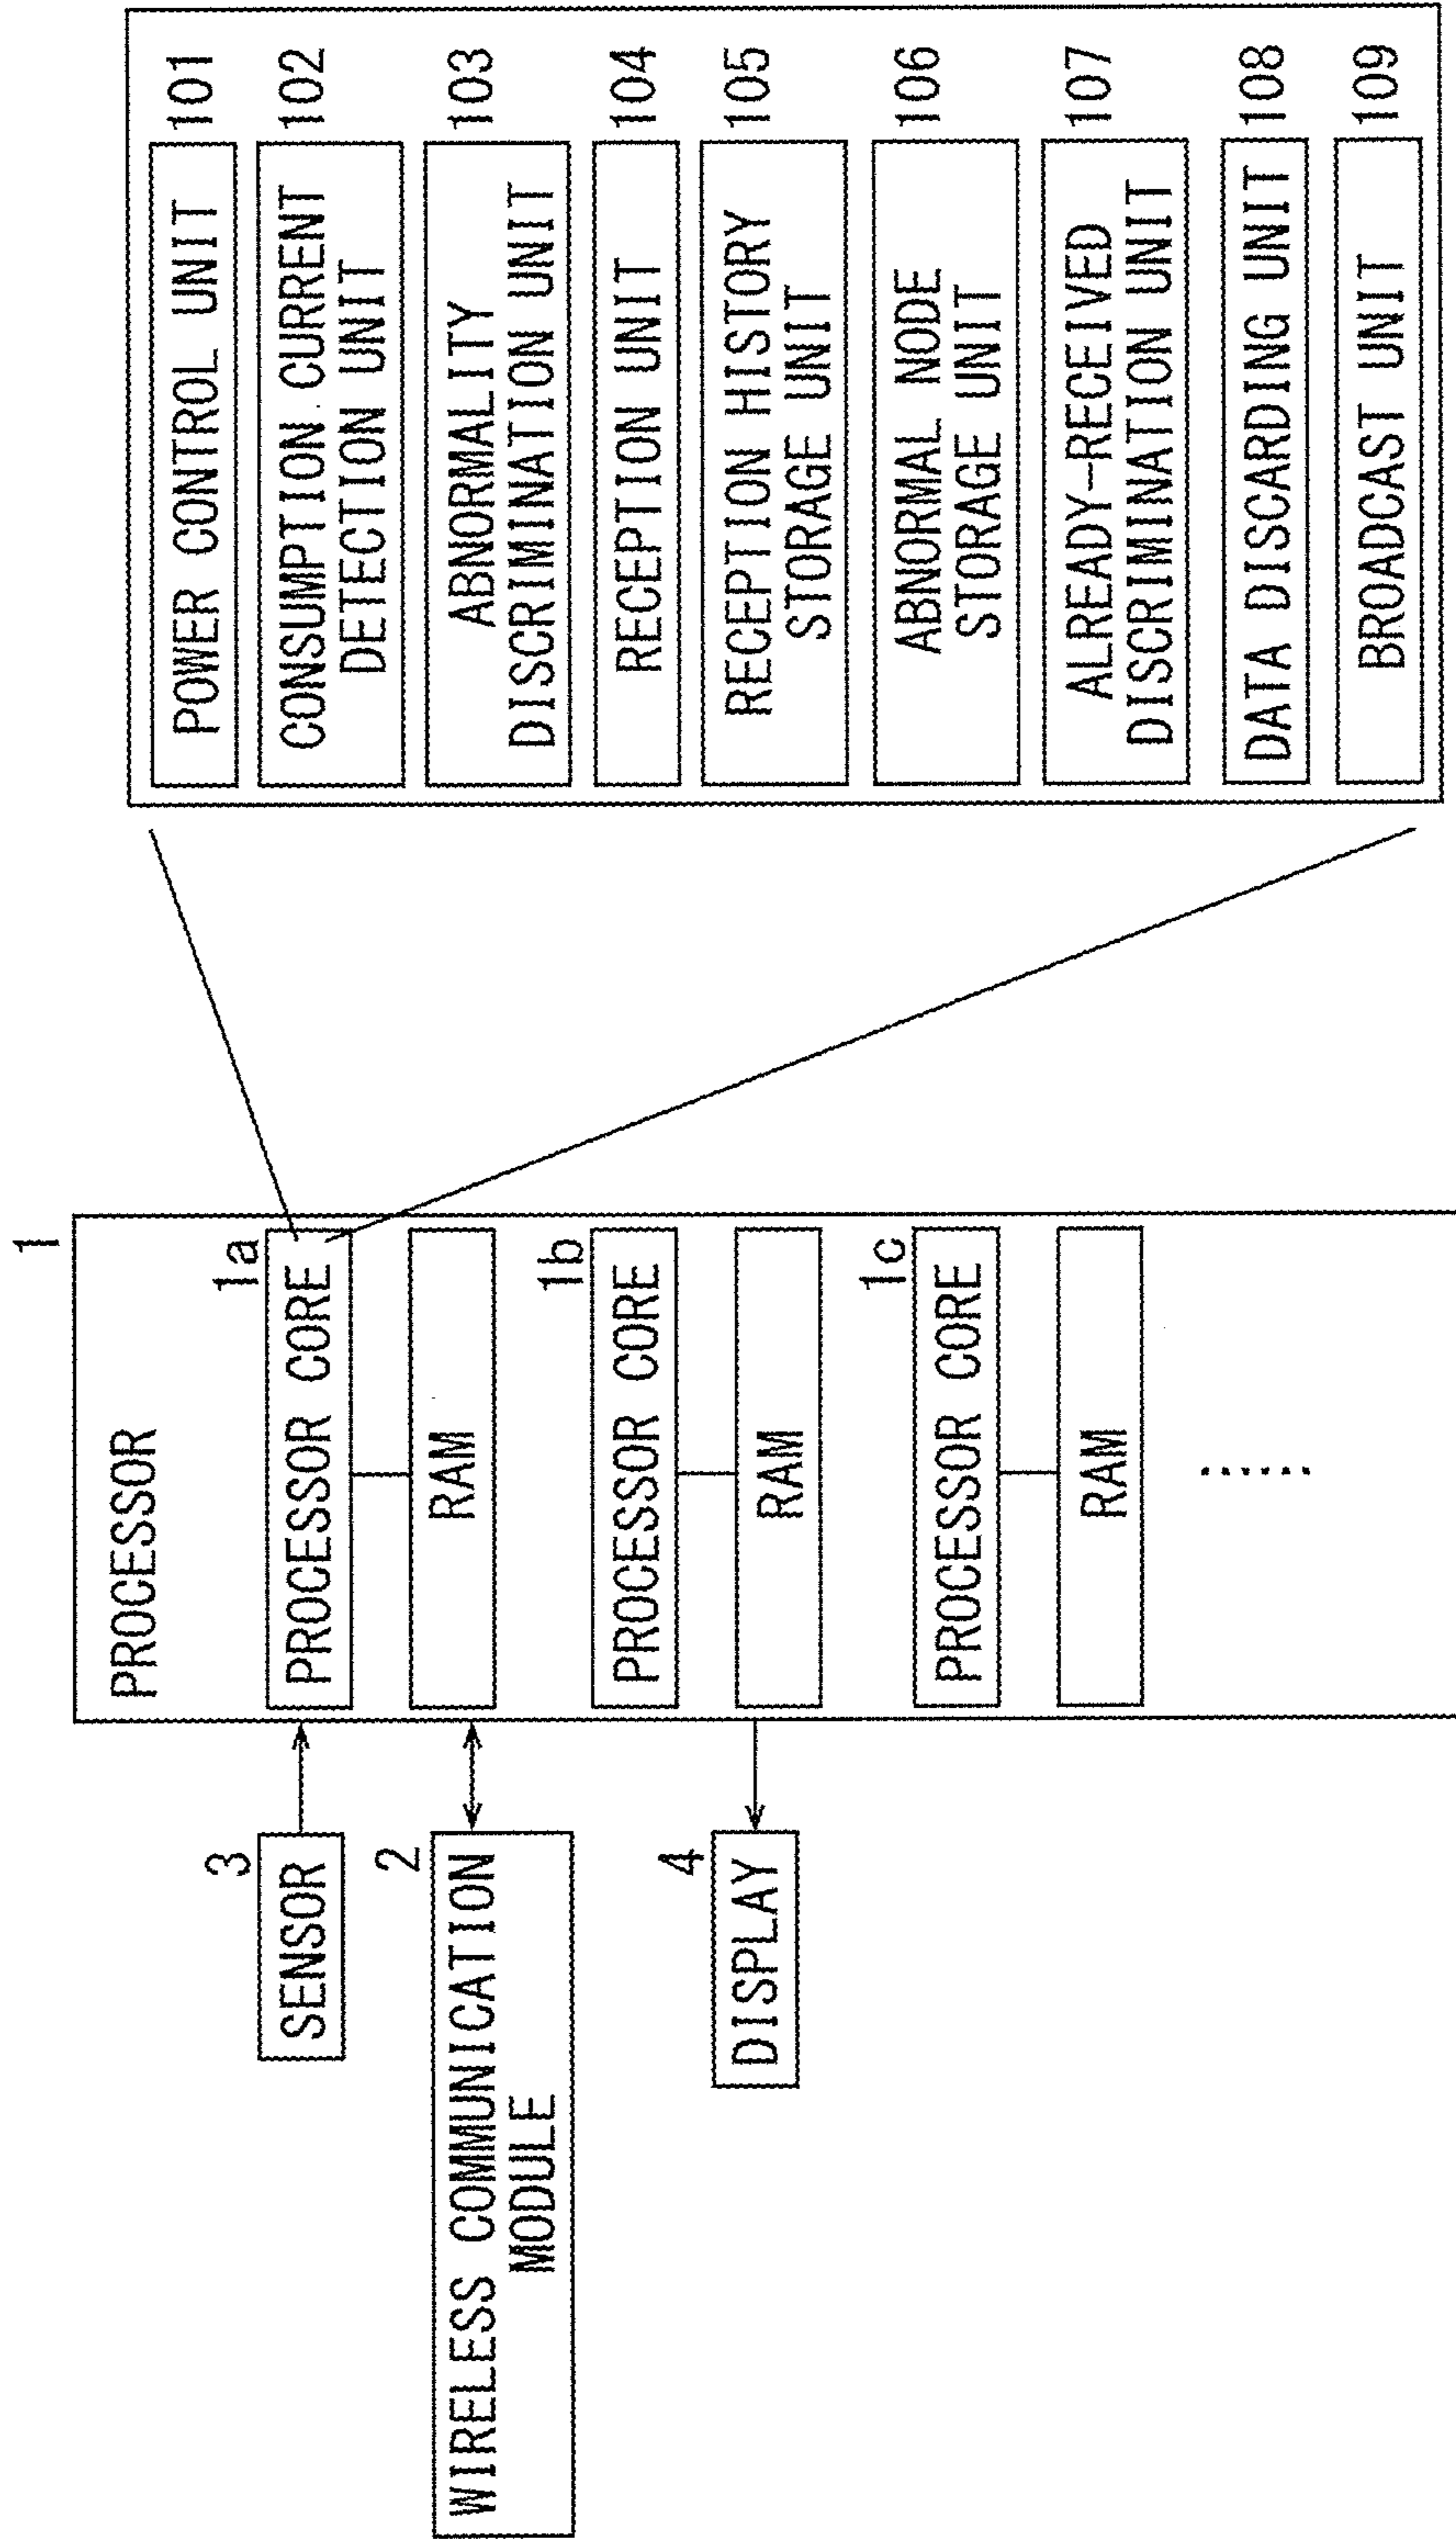 1
PROCESSOR
3
SENSOR
2
WIRELESS COMMUNICATION
MODULE
4
DISPLAY
1a
PROCESSOR CORE
RAM
1b
PROCESSOR CORE
RAM
1c
PROCESSOR CORE
RAM
POWER CONTROL UNIT 101
CONSUMPTION CURRENT 102
DETECTION UNIT
ABNORMALITY 103
DISCRIMINATION UNIT
RECEPTION UNIT 104
RECEPTION HISTORY 105
STORAGE UNIT
ABNORMAL NODE 106
STORAGE UNIT
ALREADY-RECEIVED 107
DISCRIMINATION UNIT
DATA DISCARDING UNIT 108
BROADCAST UNIT 109